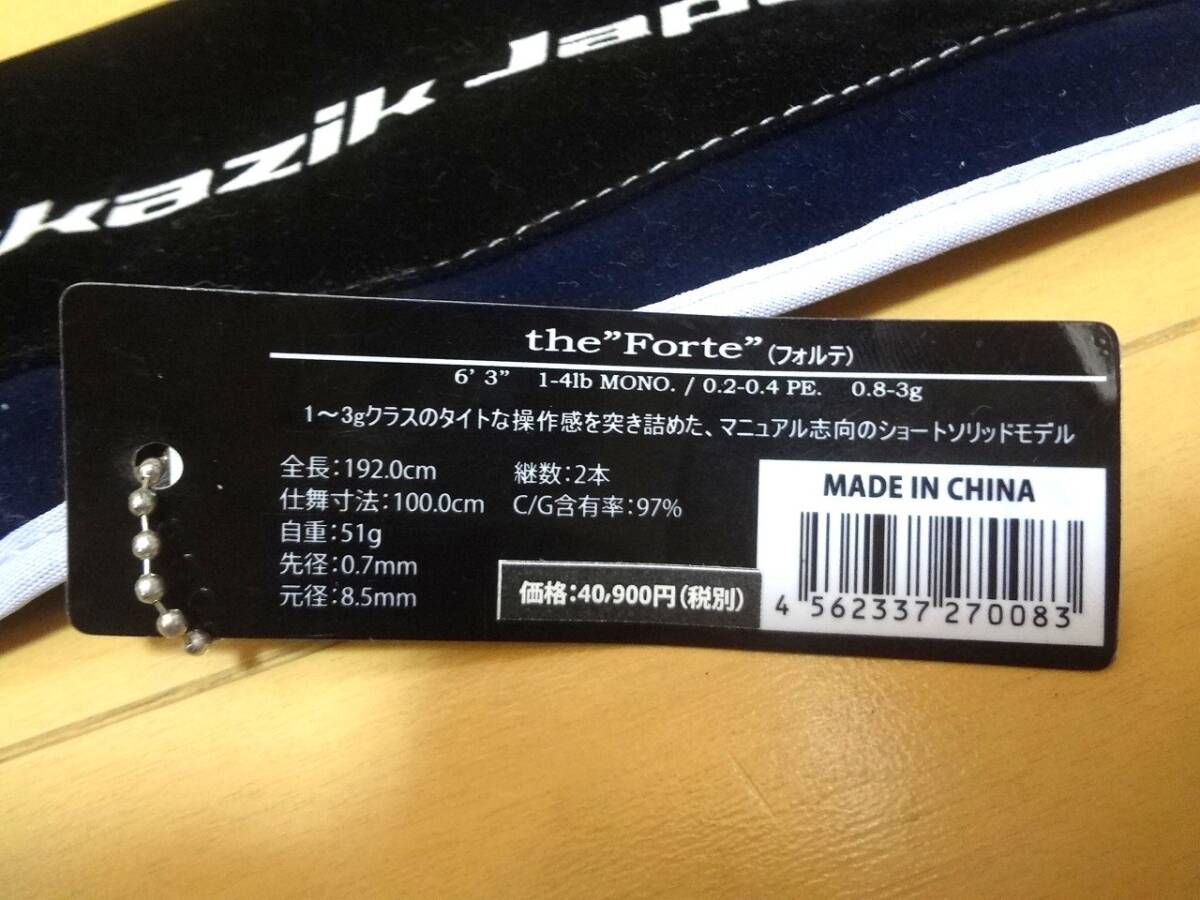 kazik Japa
the"Forte"(フォルテ)
6' 3" 1-4lb MONO. / 0.2-0.4 PE. 0.8-3g
1〜3gクラスのタイトな操作感を突き詰めた、マニュアル志向のショートソリッドモデル
全長:192.0cm 継数:2本
仕舞寸法:100.0cm C/G含有率:97%
自重:51g
先径:0.7mm
元径:8.5mm
価格:40,900円(税別)
MADE IN CHINA
4 562337 270083